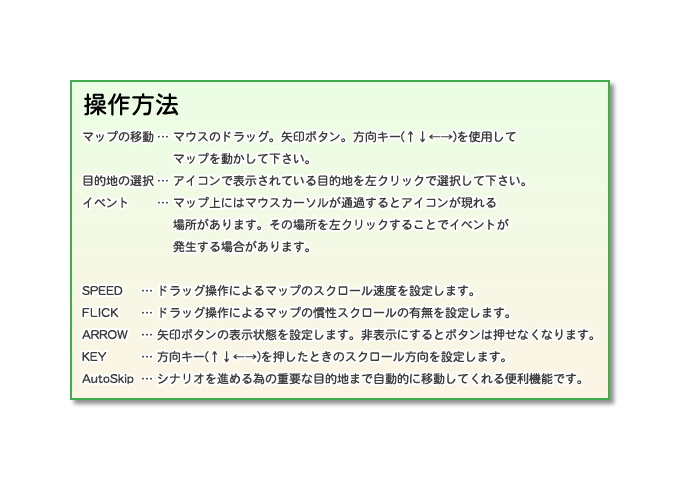 操作方法
マップの移動 … マウスのドラッグ。矢印ボタン。方向キー(↑↓←→)を使用して
マップを動かして下さい。
目的地の選択 … アイコンで表示されている目的地を左クリックで選択して下さい。
イベント … マップ上にはマウスカーソルが通過するとアイコンが現れる
場所があります。その場所を左クリックすることでイベントが
発生する場合があります。
SPEED … ドラッグ操作によるマップのスクロール速度を設定します。
FLICK … ドラッグ操作によるマップの慣性スクロールの有無を設定します。
ARROW … 矢印ボタンの表示状態を設定します。非表示にするとボタンは押せなくなります。
KEY … 方向キー(↑↓←→)を押したときのスクロール方向を設定します。
AutoSkip … シナリオを進める為の重要な目的地まで自動的に移動してくれる便利機能です。